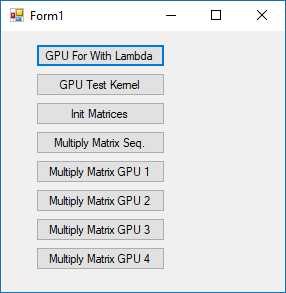 Form1
GPU For With Lambda
GPU Test Kernel
Init Matrices
Multiply Matrix Seq.
Multiply Matrix GPU 1
Multiply Matrix GPU 2
Multiply Matrix GPU 3
Multiply Matrix GPU 4